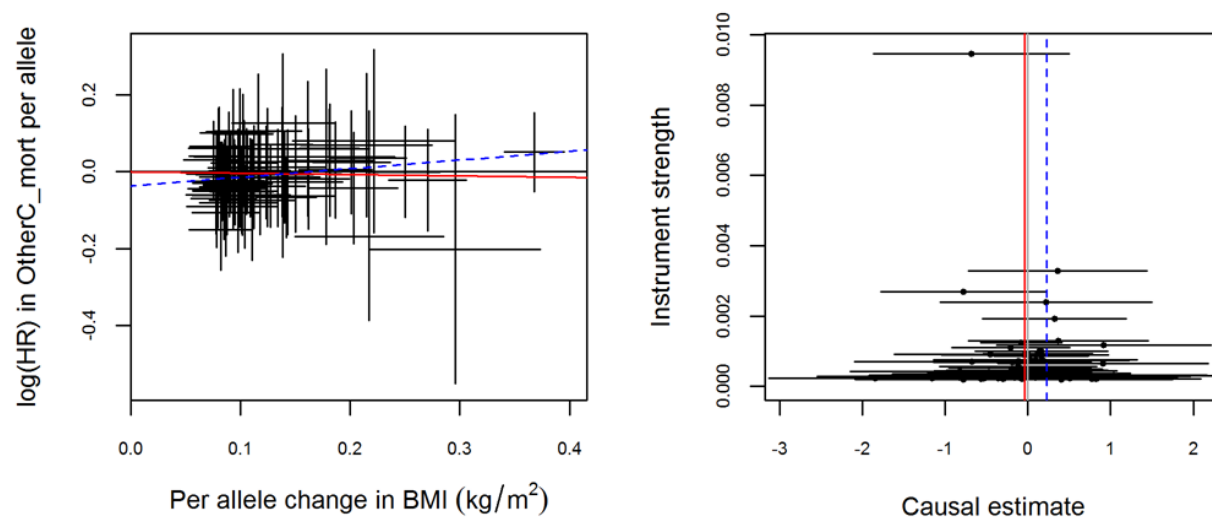 log(HR) in OtherC_mort per allele
0.2
0.0
-0.2
-0.4
0.0 0.1 0.2 0.3 0.4
Per allele change in BMI (kg/m²)
Instrument strength
0.010
0.008
0.006
0.004
0.002
0.000
-3 -2 -1 0 1 2
Causal estimate